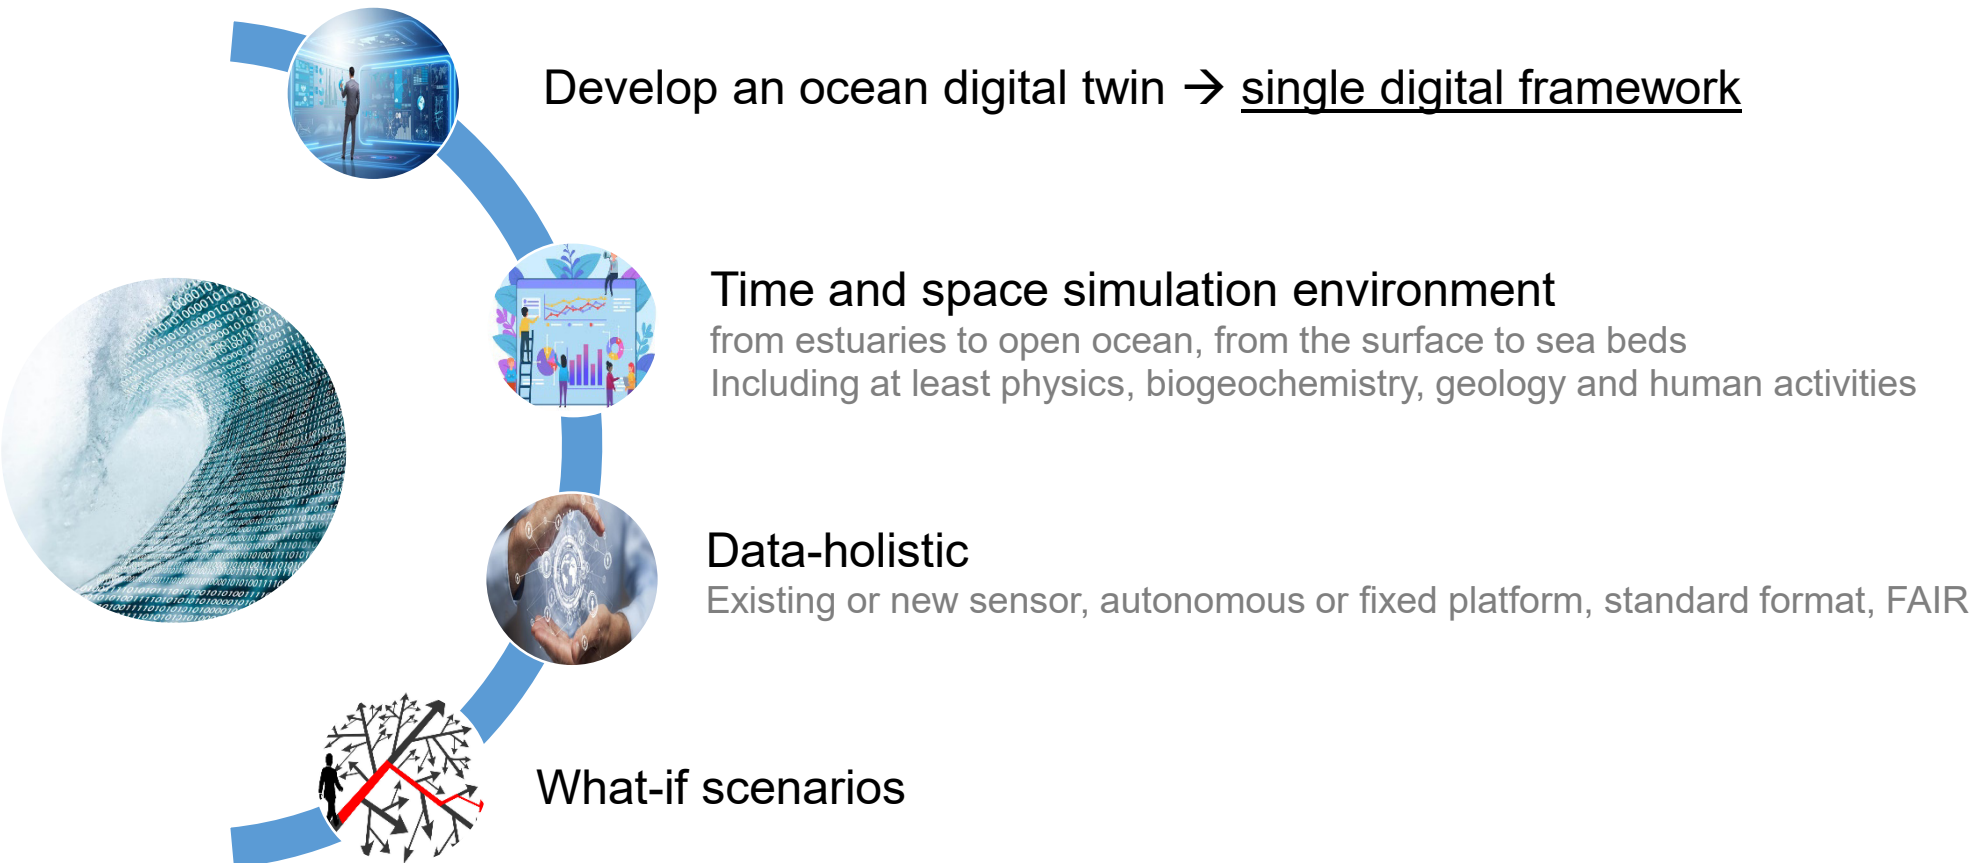 Develop an ocean digital twin → single digital framework
Time and space simulation environment
from estuaries to open ocean, from the surface to sea beds
Including at least physics, biogeochemistry, geology and human activities
Data-holistic
Existing or new sensor, autonomous or fixed platform, standard format, FAIR
What-if scenarios